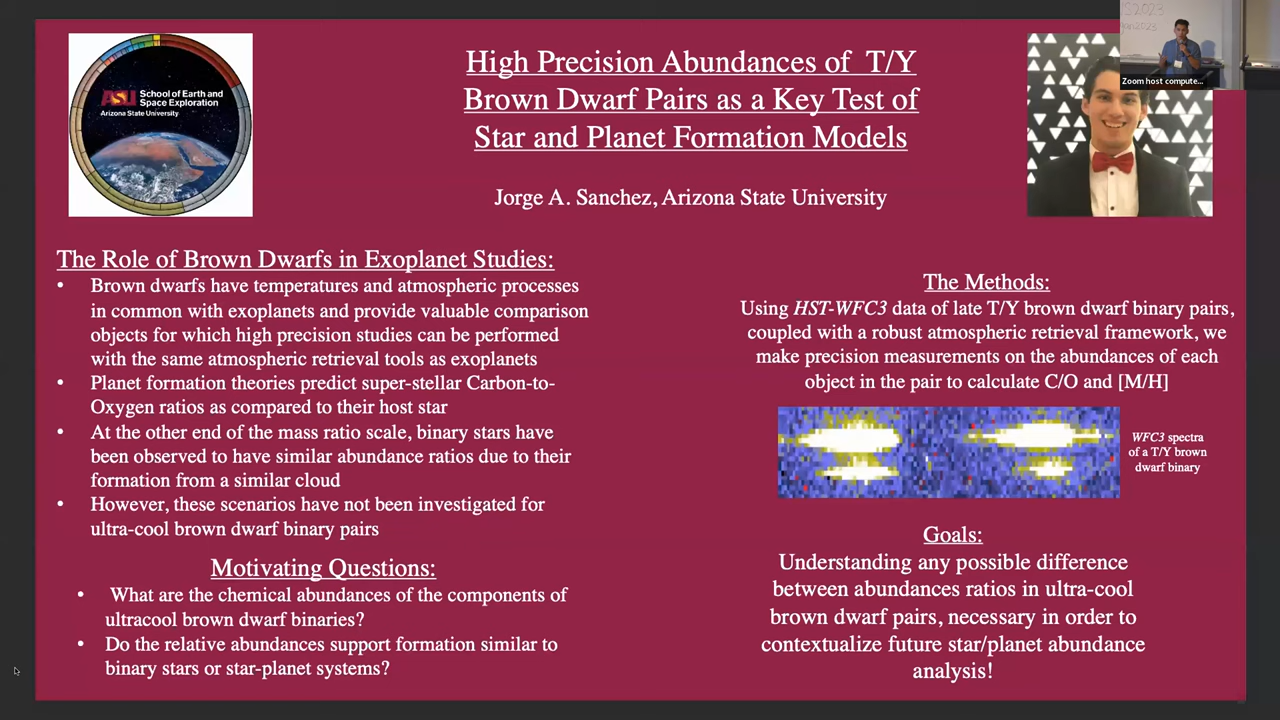 ASU School of Earth and
Space Exploration
Arizona State University
High Precision Abundances of T/Y
Brown Dwarf Pairs as a Key Test of
Star and Planet Formation Models
Jorge A. Sanchez, Arizona State University
Zoom host compute...
The Role of Brown Dwarfs in Exoplanet Studies:
• Brown dwarfs have temperatures and atmospheric processes
in common with exoplanets and provide valuable comparison
objects for which high precision studies can be performed
with the same atmospheric retrieval tools as exoplanets
• Planet formation theories predict super-stellar Carbon-to-
Oxygen ratios as compared to their host star
• At the other end of the mass ratio scale, binary stars have
been observed to have similar abundance ratios due to their
formation from a similar cloud
• However, these scenarios have not been investigated for
ultra-cool brown dwarf binary pairs
Motivating Questions:
• What are the chemical abundances of the components of
ultracool brown dwarf binaries?
• Do the relative abundances support formation similar to
binary stars or star-planet systems?
The Methods:
Using HST-WFC3 data of late T/Y brown dwarf binary pairs,
coupled with a robust atmospheric retrieval framework, we
make precision measurements on the abundances of each
object in the pair to calculate C/O and [M/H]
WFC3 spectra
of a T/Y brown
dwarf binary
Goals:
Understanding any possible difference
between abundances ratios in ultra-cool
brown dwarf pairs, necessary in order to
contextualize future star/planet abundance
analysis!